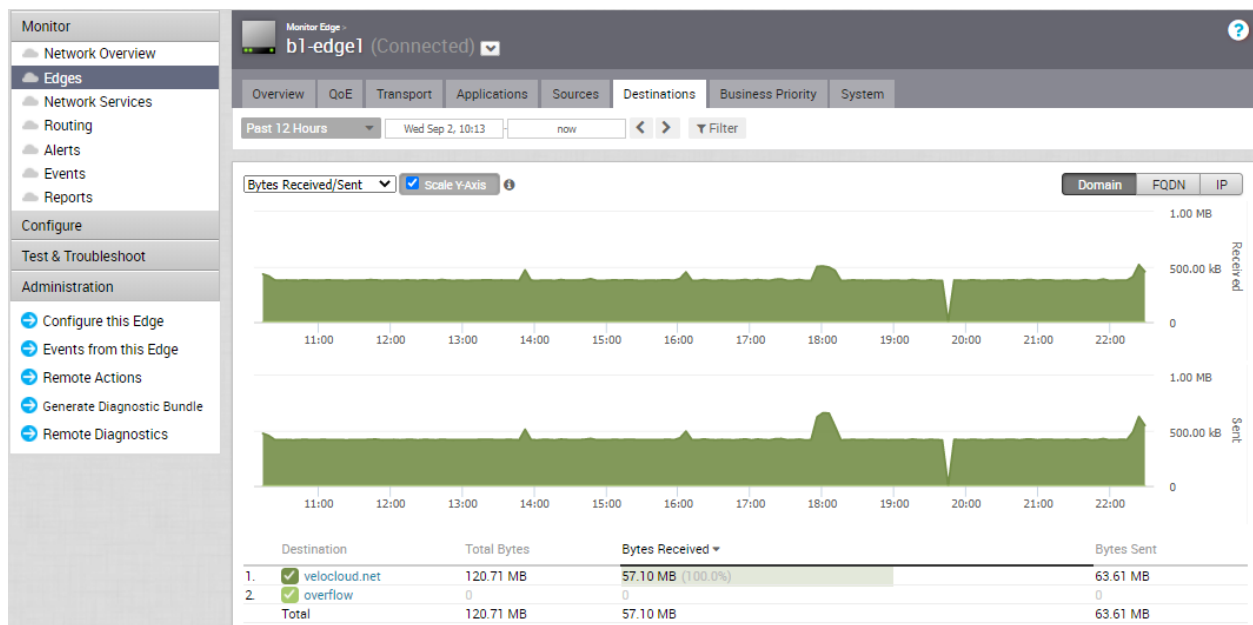 Monitor
Network Overview
Edges
Network Services
Routing
Alerts
Events
Reports
Configure
Test & Troubleshoot
Administration
Configure this Edge
Events from this Edge
Remote Actions
Generate Diagnostic Bundle
Remote Diagnostics
Monitor Edge >
b1-edge1 (Connected)
?
Overview QoE Transport Applications Sources Destinations Business Priority System
Past 12 Hours Wed Sep 2, 10:13 - now Filter
Bytes Received/Sent Scale Y-Axis Domain FQDN IP
1.00 MB
500.00 kB
0
Received
11:00 12:00 13:00 14:00 15:00 16:00 17:00 18:00 19:00 20:00 21:00 22:00
1.00 MB
500.00 kB
0
Sent
11:00 12:00 13:00 14:00 15:00 16:00 17:00 18:00 19:00 20:00 21:00 22:00
Destination Total Bytes Bytes Received Bytes Sent
1. velocloud.net 120.71 MB 57.10 MB (100.0%) 63.61 MB
2. overflow 0 0 0
Total 120.71 MB 57.10 MB 63.61 MB